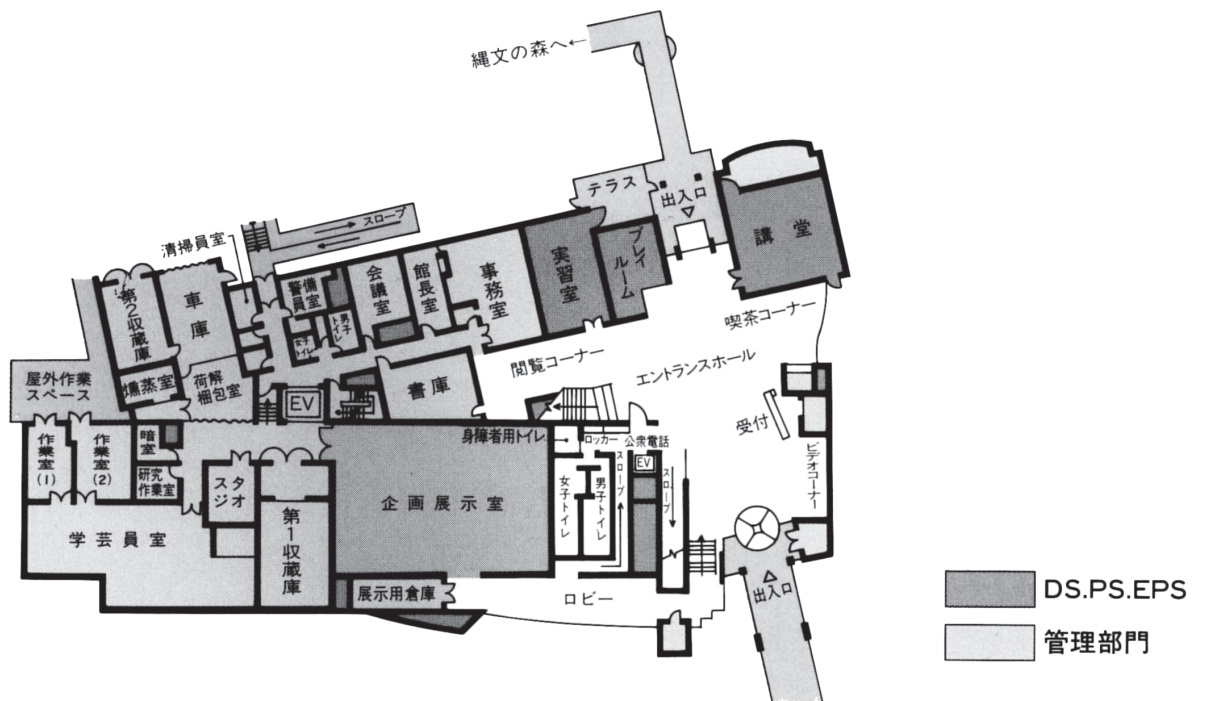 縄文の森へ←
テラス
出入口
講堂
スロープ
清掃員室
第2収蔵庫
車庫
警備員室
会議室
館長室
事務室
実習室
プレイルーム
女子トイレ
男子トイレ
喫茶コーナー
閲覧コーナー
エントランスホール
屋外作業
スペース
燻蒸室
荷解
梱包室
EV
書庫
受付
ビデオコーナー
作業室(1)
作業室(2)
暗室
研究
作業室
スタジオ
身障者用トイレ
ロッカー
公衆電話
EV
スロープ
スロープ
女子トイレ
男子トイレ
企画展示室
学芸員室
第1収蔵庫
展示用倉庫
ロビー
出入口
DS.PS.EPS
管理部門